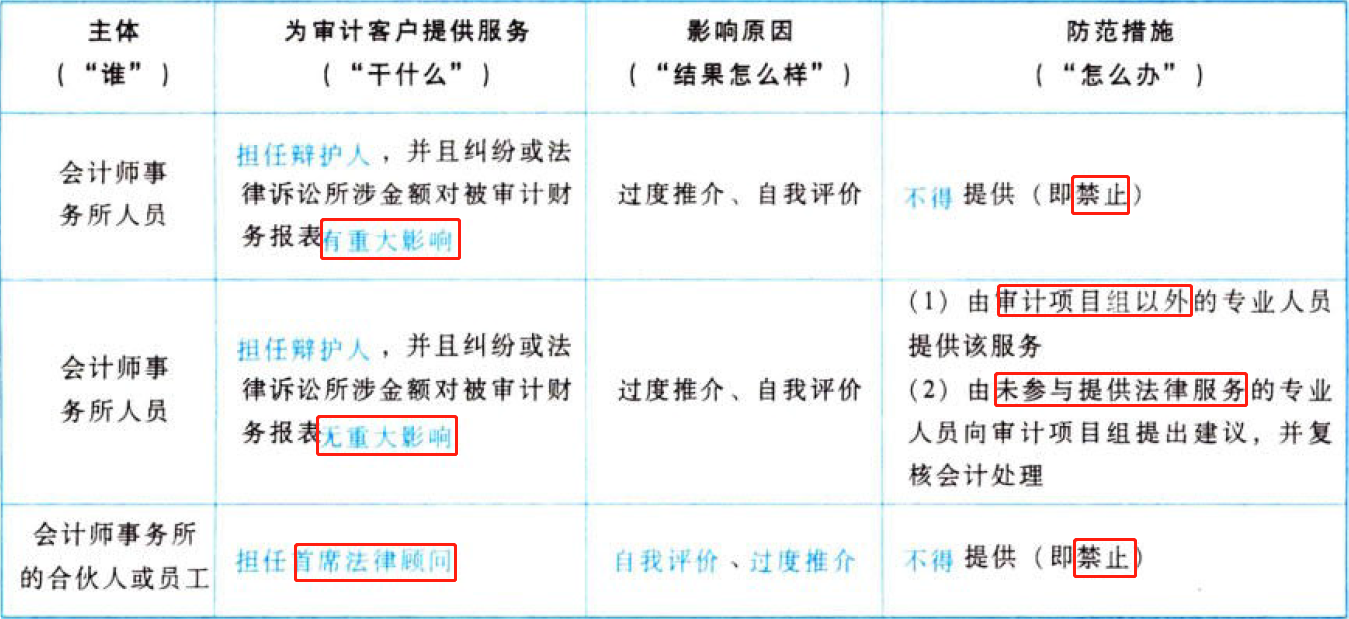 主体
（“谁”）
为审计客户提供服务
（“干什么”）
影响原因
（“结果怎么样”）
防范措施
（“怎么办”）
会计师事
务所人员
担任辩护人，并且纠纷或法
律诉讼所涉金额对被审计财
务报表有重大影响
过度推介、自我评价
不得提供（即禁止）
会计师事
务所人员
担任辩护人，并且纠纷或法
律诉讼所涉金额对被审计财
务报表无重大影响
过度推介、自我评价
（1）由审计项目组以外的专业人员
提供该服务
（2）由未参与提供法律服务的专业
人员向审计项目组提出建议，并复
核会计处理
会计师事务所
的合伙人或员工
担任首席法律顾问
自我评价、过度推介
不得提供（即禁止）